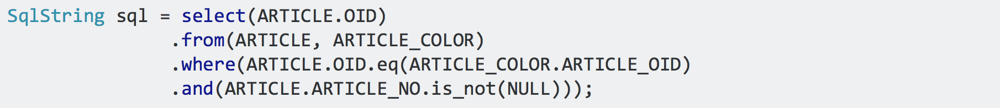 SqlString sql = select(ARTICLE.OID)
.from(ARTICLE, ARTICLE_COLOR)
.where(ARTICLE.OID.eq(ARTICLE_COLOR.ARTICLE_OID)
.and(ARTICLE.ARTICLE_NO.is_not(NULL)));